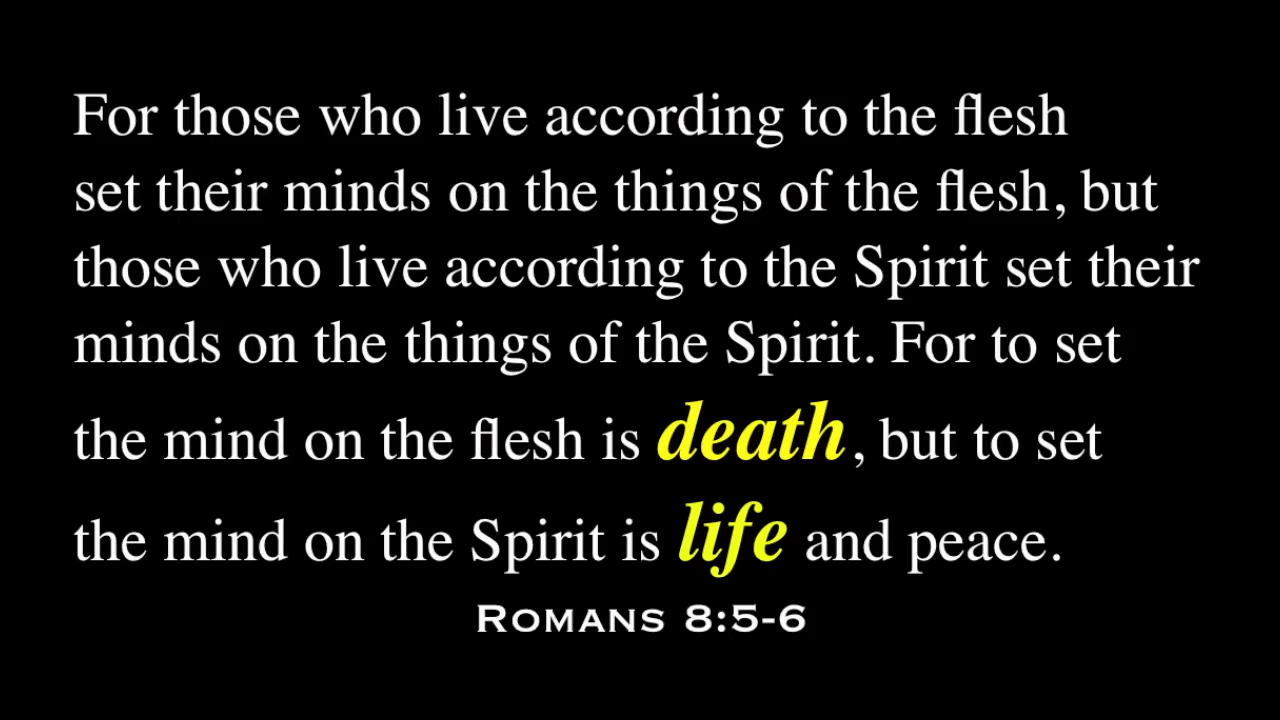 For those who live according to the flesh
set their minds on the things of the flesh, but
those who live according to the Spirit set their
minds on the things of the Spirit. For to set
the mind on the flesh is death, but to set
the mind on the Spirit is life and peace.
ROMANS 8:5-6